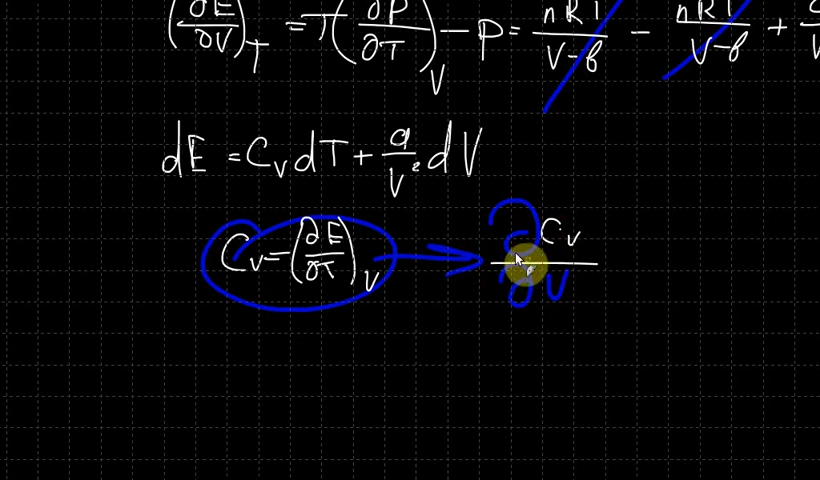 (∂E/∂V)_T = T(∂P/∂T)_V − P = nRT/(V−в) − nRT/(V−в) +
dE = C_V dT + a/V² dV
C_V = (∂E/∂T)_V ⇒ ∂C_V/∂V